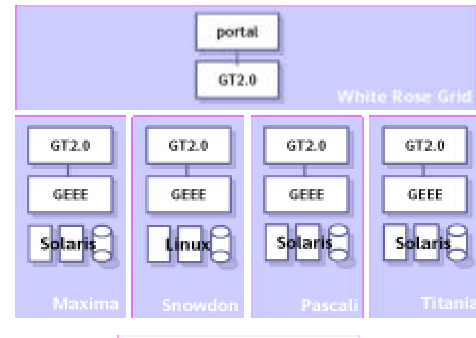 portal
GT2.0
White Rose Grid
GT2.0
GEEE
Solaris
Maxima
GT2.0
GEEE
Linux
Snowdon
GT2.0
GEEE
Solaris
Pascali
GT2.0
GEEE
Solaris
Titania